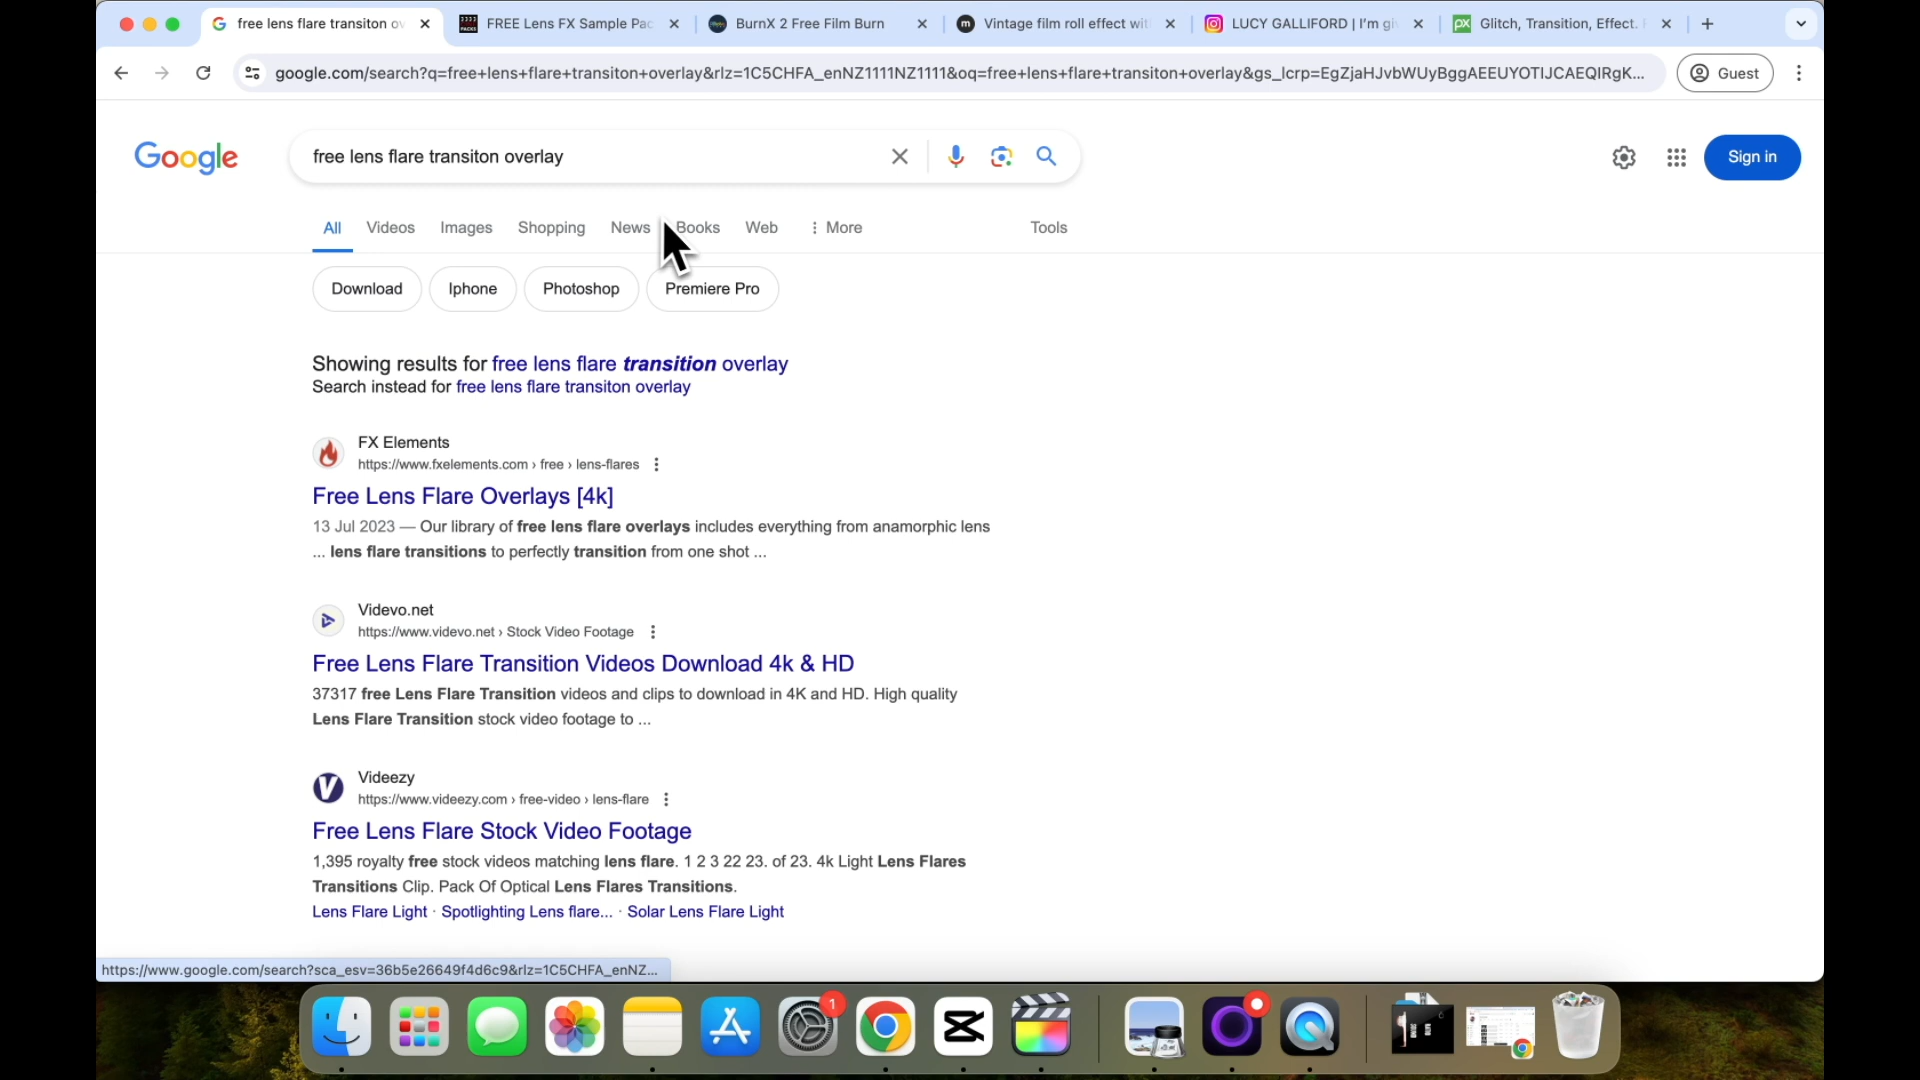 free lens flare transiton ov
FREE Lens FX Sample Pac
BurnX 2 Free Film Burn
Vintage film roll effect wit
LUCY GALLIFORD | I'm gi
Glitch, Transition, Effect. F
google.com/search?q=free+lens+flare+transiton+overlay&rlz=1C5CHFA_enNZ1111NZ1111&oq=free+lens+flare+transiton+overlay&gs_lcrp=EgZjaHJvbWUyBggAEEUYOTIJCAEQIRgK...
Guest
Google
free lens flare transiton overlay
Sign in
All
Videos
Images
Shopping
News
Books
Web
More
Tools
Download
Iphone
Photoshop
Premiere Pro
Showing results for free lens flare transition overlay
Search instead for free lens flare transiton overlay
FX Elements
https://www.fxelements.com › free › lens-flares
Free Lens Flare Overlays [4k]
13 Jul 2023 — Our library of free lens flare overlays includes everything from anamorphic lens
... lens flare transitions to perfectly transition from one shot ...
Videvo.net
https://www.videvo.net › Stock Video Footage
Free Lens Flare Transition Videos Download 4k & HD
37317 free Lens Flare Transition videos and clips to download in 4K and HD. High quality
Lens Flare Transition stock video footage to ...
Videezy
https://www.videezy.com › free-video › lens-flare
Free Lens Flare Stock Video Footage
1,395 royalty free stock videos matching lens flare. 1 2 3 22 23. of 23. 4k Light Lens Flares
Transitions Clip. Pack Of Optical Lens Flares Transitions.
Lens Flare Light · Spotlighting Lens flare... · Solar Lens Flare Light
https://www.google.com/search?sca_esv=36b5e26649f4d6c9&rlz=1C5CHFA_enNZ...
1